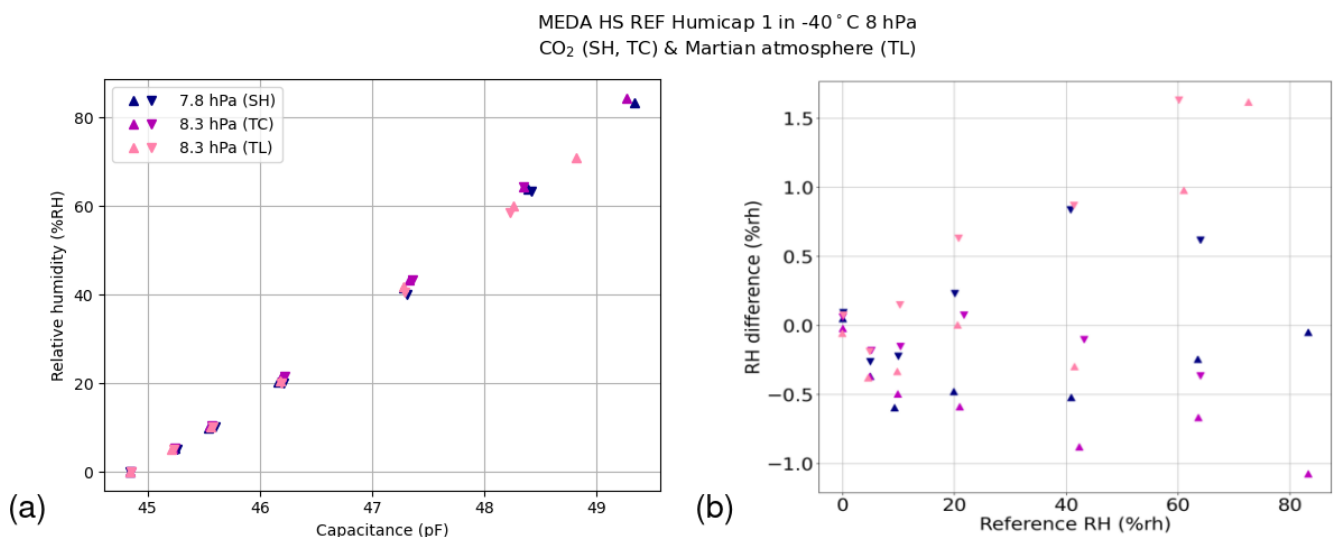 MEDA HS REF Humicap 1 in -40°C 8 hPa
CO₂ (SH, TC) & Martian atmosphere (TL)
7.8 hPa (SH)
8.3 hPa (TC)
8.3 hPa (TL)
Relative humidity (%RH)
80
60
40
20
0
45 46 47 48 49
Capacitance (pF)
(a)
RH difference (%rh)
1.5
1.0
0.5
0.0
−0.5
−1.0
0 20 40 60 80
Reference RH (%rh)
(b)